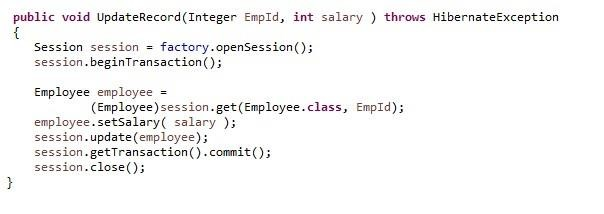 public void UpdateRecord(Integer EmpId, int salary ) throws HibernateException
{
Session session = factory.openSession();
session.beginTransaction();
Employee employee =
(Employee)session.get(Employee.class, EmpId);
employee.setSalary( salary );
session.update(employee);
session.getTransaction().commit();
session.close();
}